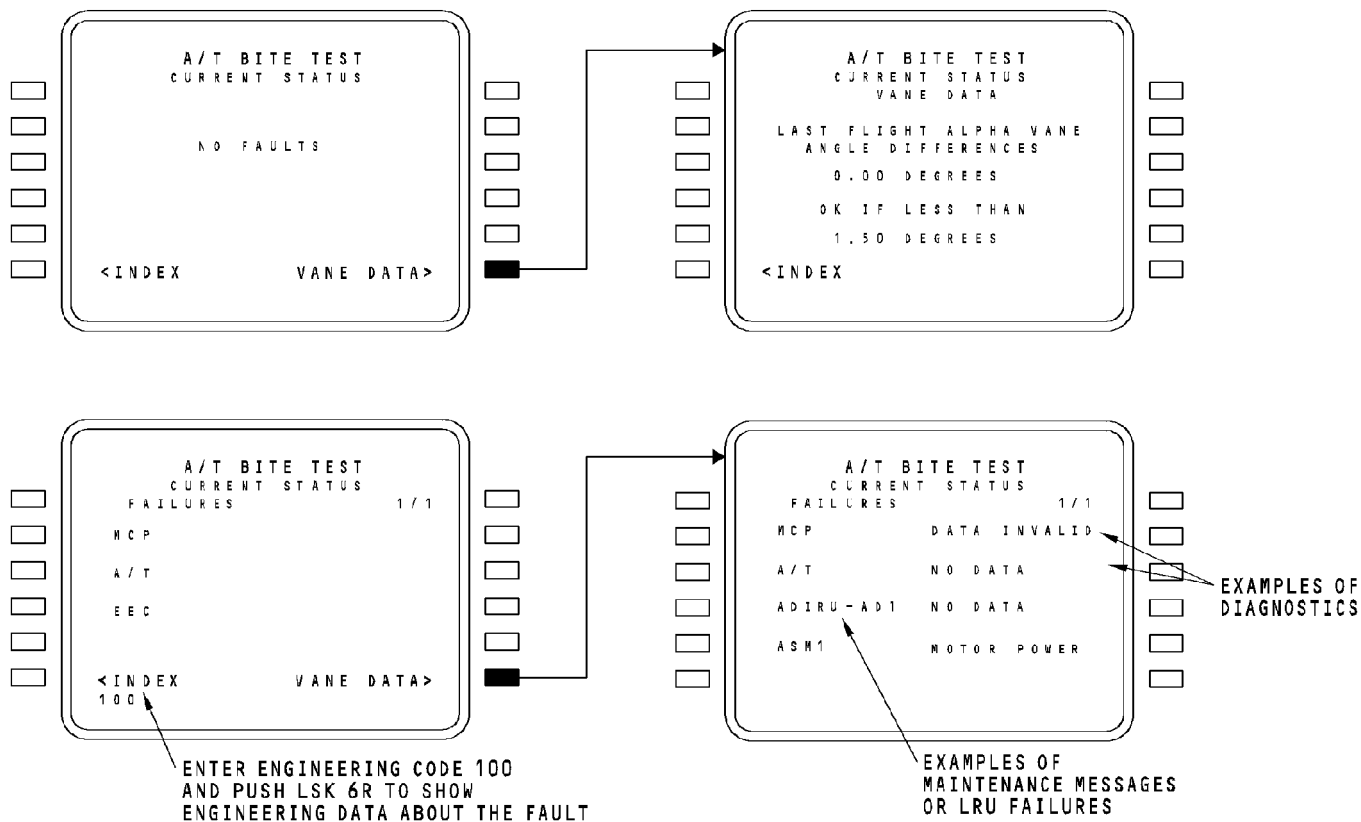 A/T BITE TEST
CURRENT STATUS
NO FAULTS
<INDEX VANE DATA>
A/T BITE TEST
CURRENT STATUS
VANE DATA
LAST FLIGHT ALPHA VANE
ANGLE DIFFERENCES
0.00 DEGREES
OK IF LESS THAN
1.50 DEGREES
<INDEX
A/T BITE TEST
CURRENT STATUS
FAILURES 1/1
MCP
A/T
EEC
<INDEX VANE DATA>
100
ENTER ENGINEERING CODE 100
AND PUSH LSK 6R TO SHOW
ENGINEERING DATA ABOUT THE FAULT
A/T BITE TEST
CURRENT STATUS
FAILURES 1/1
MCP DATA INVALID
A/T NO DATA
ADIRU-AD1 NO DATA
ASM1 MOTOR POWER
EXAMPLES OF
DIAGNOSTICS
EXAMPLES OF
MAINTENANCE MESSAGES
OR LRU FAILURES